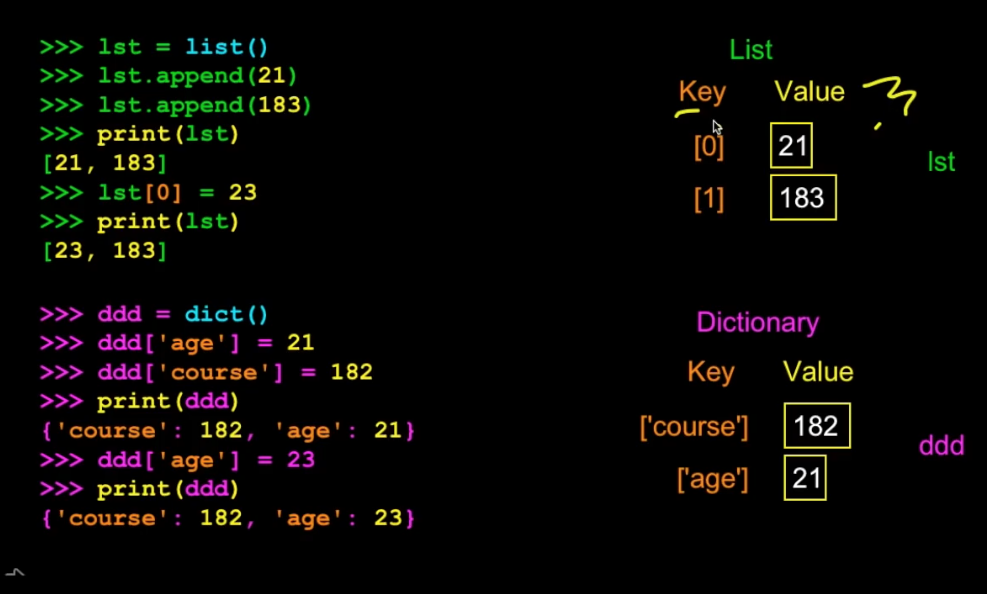 >>> lst = list()
>>> lst.append(21)
>>> lst.append(183)
>>> print(lst)
[21, 183]
>>> lst[0] = 23
>>> print(lst)
[23, 183]
>>> ddd = dict()
>>> ddd['age'] = 21
>>> ddd['course'] = 182
>>> print(ddd)
{'course': 182, 'age': 21}
>>> ddd['age'] = 23
>>> print(ddd)
{'course': 182, 'age': 23}
List
Key Value
[0] 21
lst
[1] 183
Dictionary
Key Value
['course'] 182
ddd
['age'] 21